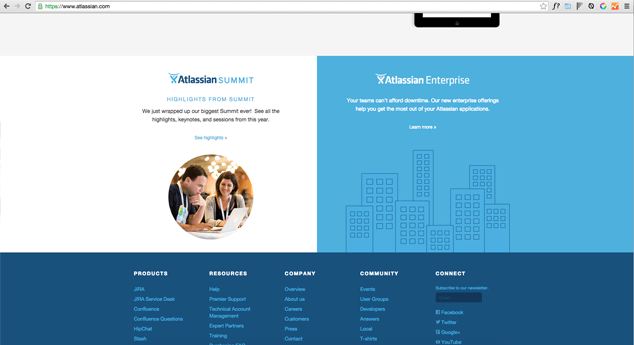 https://www.atlassian.com
Atlassian SUMMIT
HIGHLIGHTS FROM SUMMIT
We just wrapped up our biggest Summit ever! See all the
highlights, keynotes, and sessions from this year.
See highlights »
Atlassian Enterprise
Your teams can't afford downtime. Our new enterprise offerings
help you get the most out of your Atlassian applications.
Learn more »
PRODUCTS
JIRA
JIRA Service Desk
Confluence
Confluence Questions
HipChat
Stash
RESOURCES
Help
Premier Support
Technical Account
Management
Expert Partners
Training
COMPANY
Overview
About us
Careers
Customers
Press
Contact
COMMUNITY
Events
User Groups
Developers
Answers
Local
T-shirts
CONNECT
Subscribe to our newsletter
Facebook
Twitter
Google+
YouTube